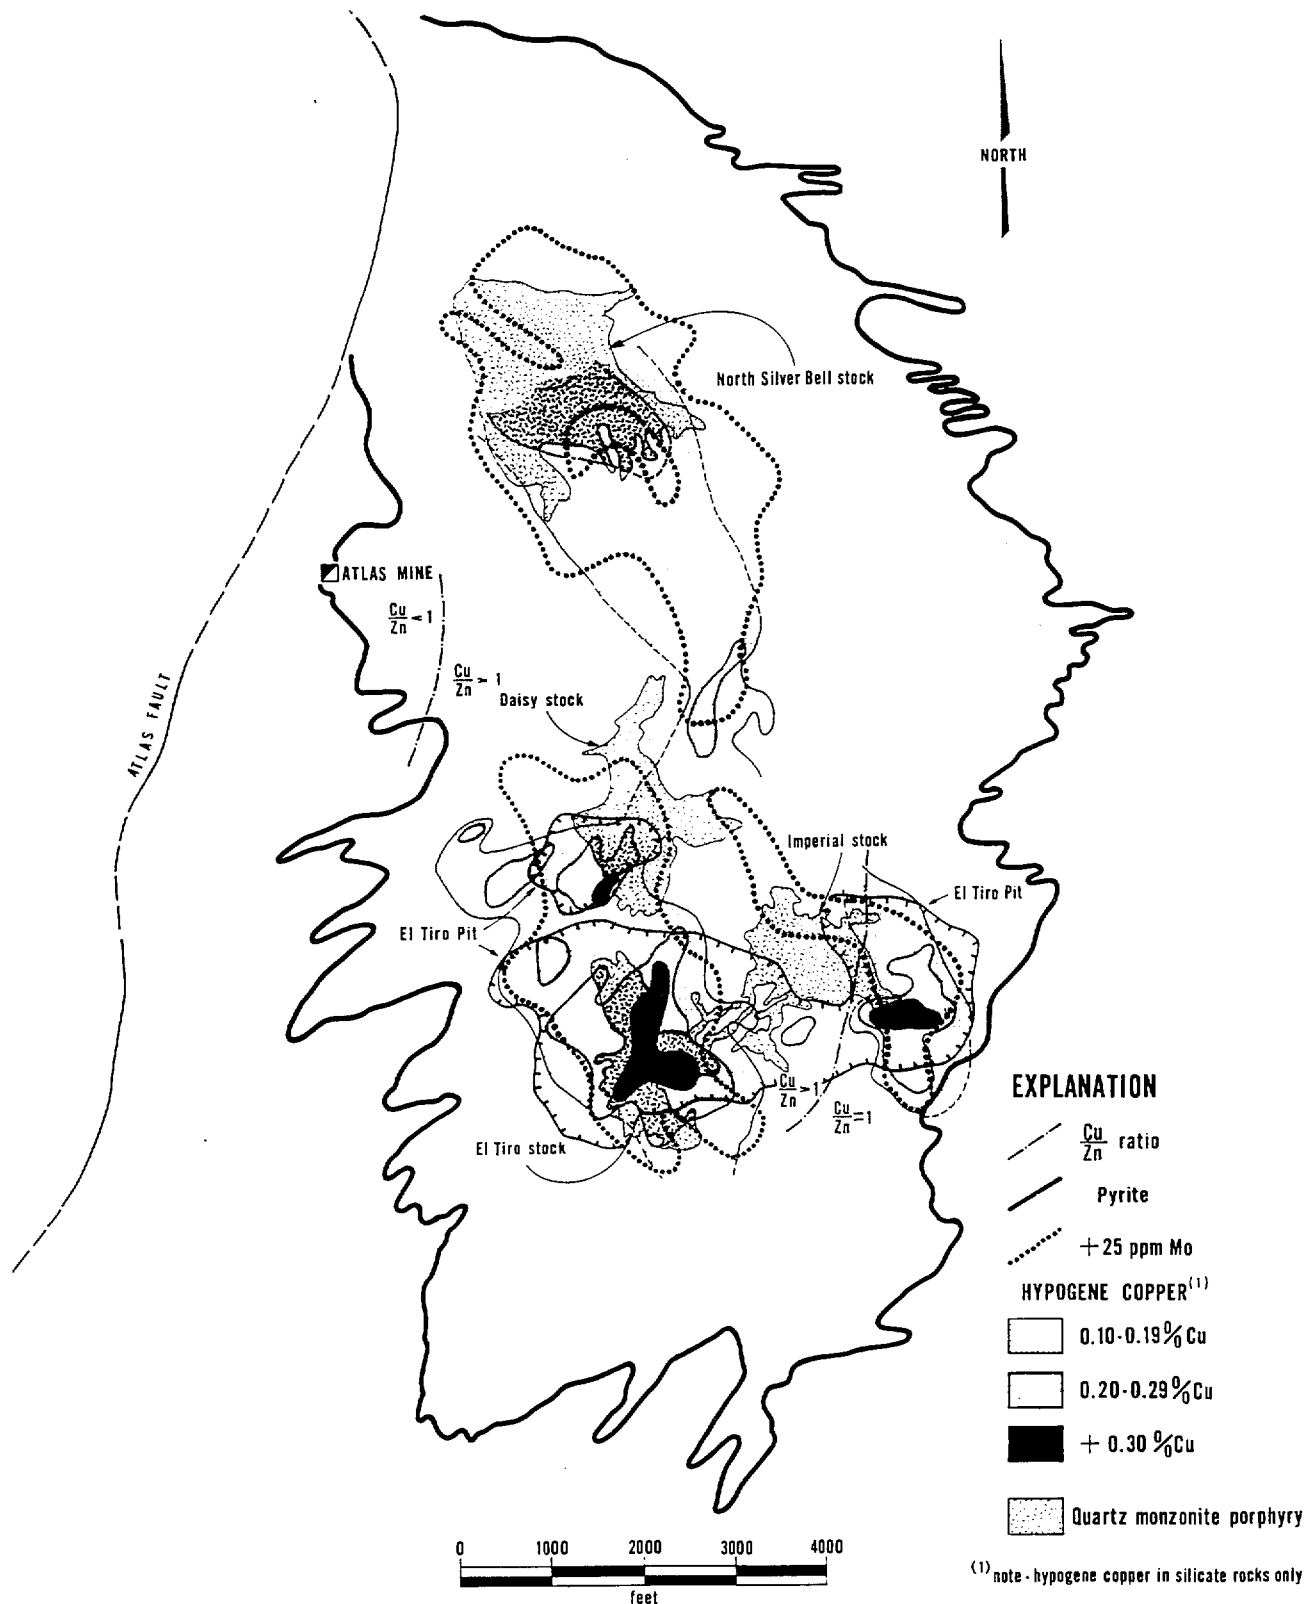 NORTH
North Silver Bell stock
ATLAS MINE
Cu
Zn < 1
Cu
Zn > 1
Daisy stock
ATLAS FAULT
Imperial stock
El Tiro Pit
El Tiro Pit
Cu
Zn > 1
Cu
Zn = 1
El Tiro stock
EXPLANATION
Cu
Zn ratio
Pyrite
+ 25 ppm Mo
HYPOGENE COPPER(1)
0.10-0.19% Cu
0.20-0.29% Cu
+ 0.30 % Cu
Quartz monzonite porphyry
0 1000 2000 3000 4000
feet
(1) note - hypogene copper in silicate rocks only